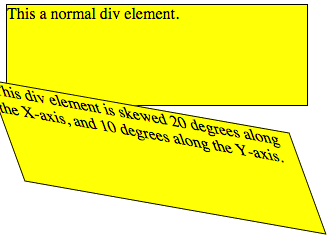 This a normal div element.
This div element is skewed 20 degrees along
the X-axis, and 10 degrees along the Y-axis.